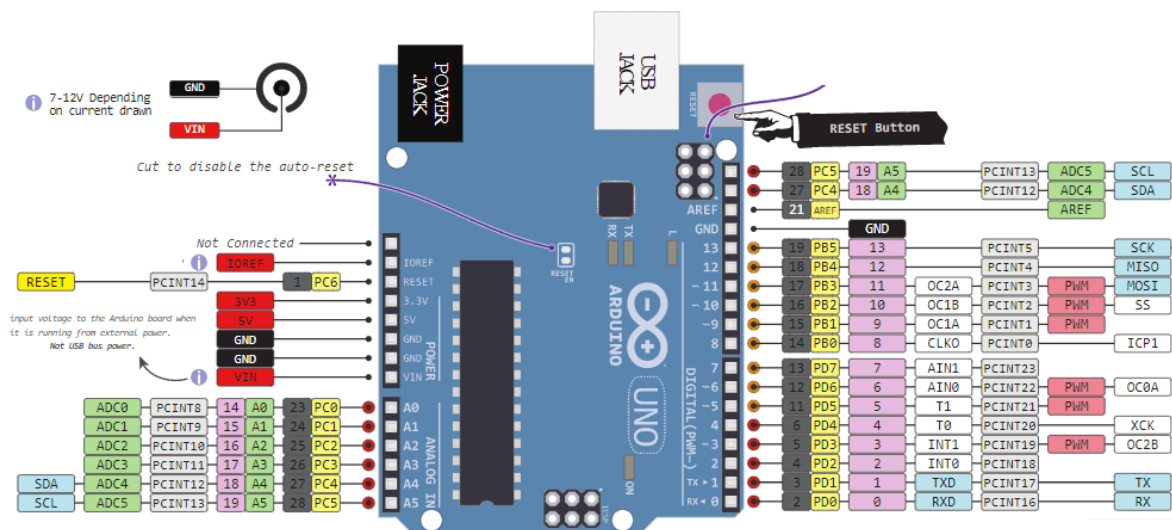 POWER JACK
USB JACK
GND
7-12V Depending
on current drawn
VIN
RESET
RESET Button
Cut to disable the auto-reset
28 PC5 19 A5 PCINT13 ADC5 SCL
27 PC4 18 A4 PCINT12 ADC4 SDA
AREF 21 AREF AREF
GND GND
Not Connected
IOREF IOREF
RESET PCINT14 1 PC6 RESET
3V3 3.3V
5V 5V
GND GND
GND GND
VIN VIN
input voltage to the Arduino board when
it is running from external power.
Not USB bus power.
POWER
RESET
EN
RX
TX
L
ARDUINO
UNO
ON
ICSP
ADC0 PCINT8 14 A0 23 PC0 A0
ADC1 PCINT9 15 A1 24 PC1 A1
ADC2 PCINT10 16 A2 25 PC2 A2
ADC3 PCINT11 17 A3 26 PC3 A3
SDA ADC4 PCINT12 18 A4 27 PC4 A4
SCL ADC5 PCINT13 19 A5 28 PC5 A5
ANALOG IN
13 19 PB5 13 PCINT5 SCK
12 18 PB4 12 PCINT4 MISO
~11 17 PB3 11 OC2A PCINT3 PWM MOSI
~10 16 PB2 10 OC1B PCINT2 PWM SS
~9 15 PB1 9 OC1A PCINT1 PWM
8 14 PB0 8 CLKO PCINT0 ICP1
7 13 PD7 7 AIN1 PCINT23
~6 12 PD6 6 AIN0 PCINT22 PWM OC0A
~5 11 PD5 5 T1 PCINT21 PWM
4 6 PD4 4 T0 PCINT20 XCK
~3 5 PD3 3 INT1 PCINT19 PWM OC2B
2 4 PD2 2 INT0 PCINT18
TX ▸ 1 3 PD1 1 TXD PCINT17 TX
RX ◂ 0 2 PD0 0 RXD PCINT16 RX
DIGITAL (PWM~)